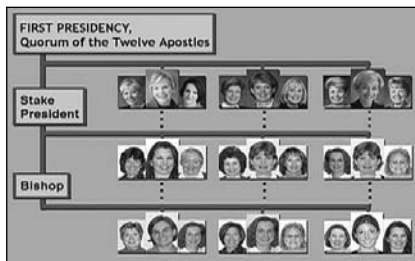 FIRST PRESIDENCY,
Quorum of the Twelve Apostles
Stake
President
Bishop